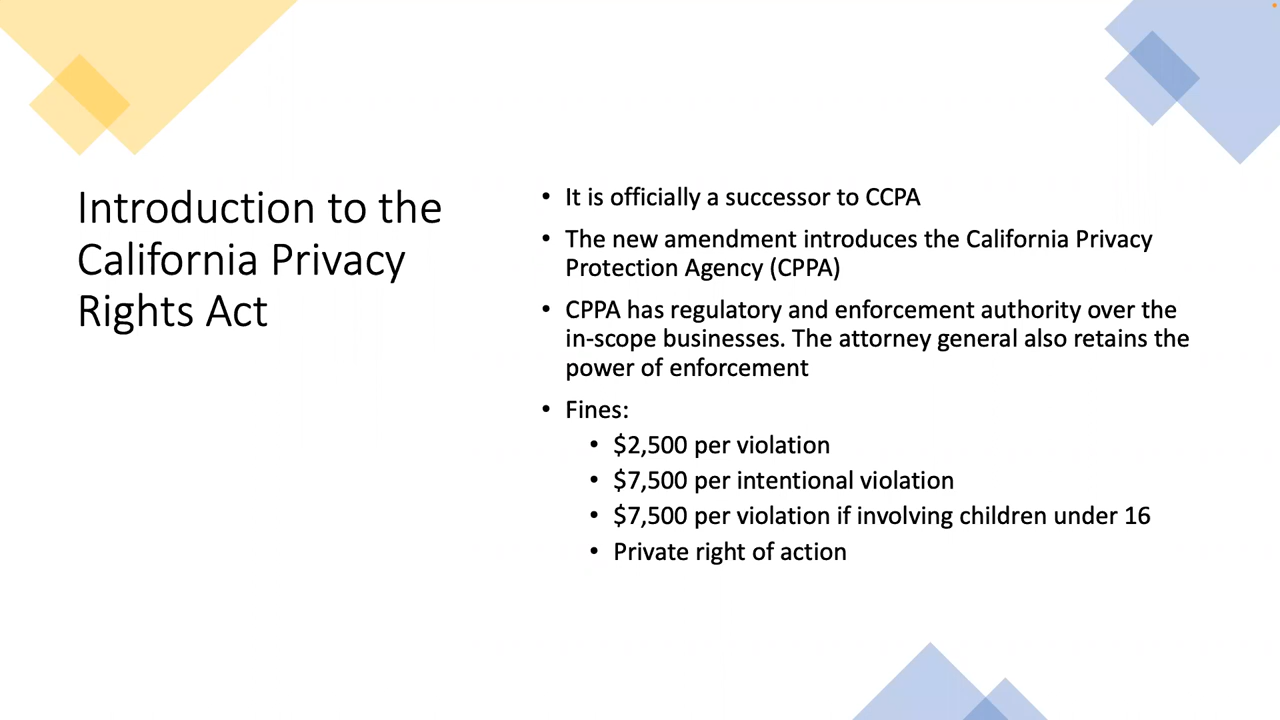 Introduction to the
California Privacy
Rights Act
• It is officially a successor to CCPA
• The new amendment introduces the California Privacy
Protection Agency (CPPA)
• CPPA has regulatory and enforcement authority over the
in-scope businesses. The attorney general also retains the
power of enforcement
• Fines:
• $2,500 per violation
• $7,500 per intentional violation
• $7,500 per violation if involving children under 16
• Private right of action